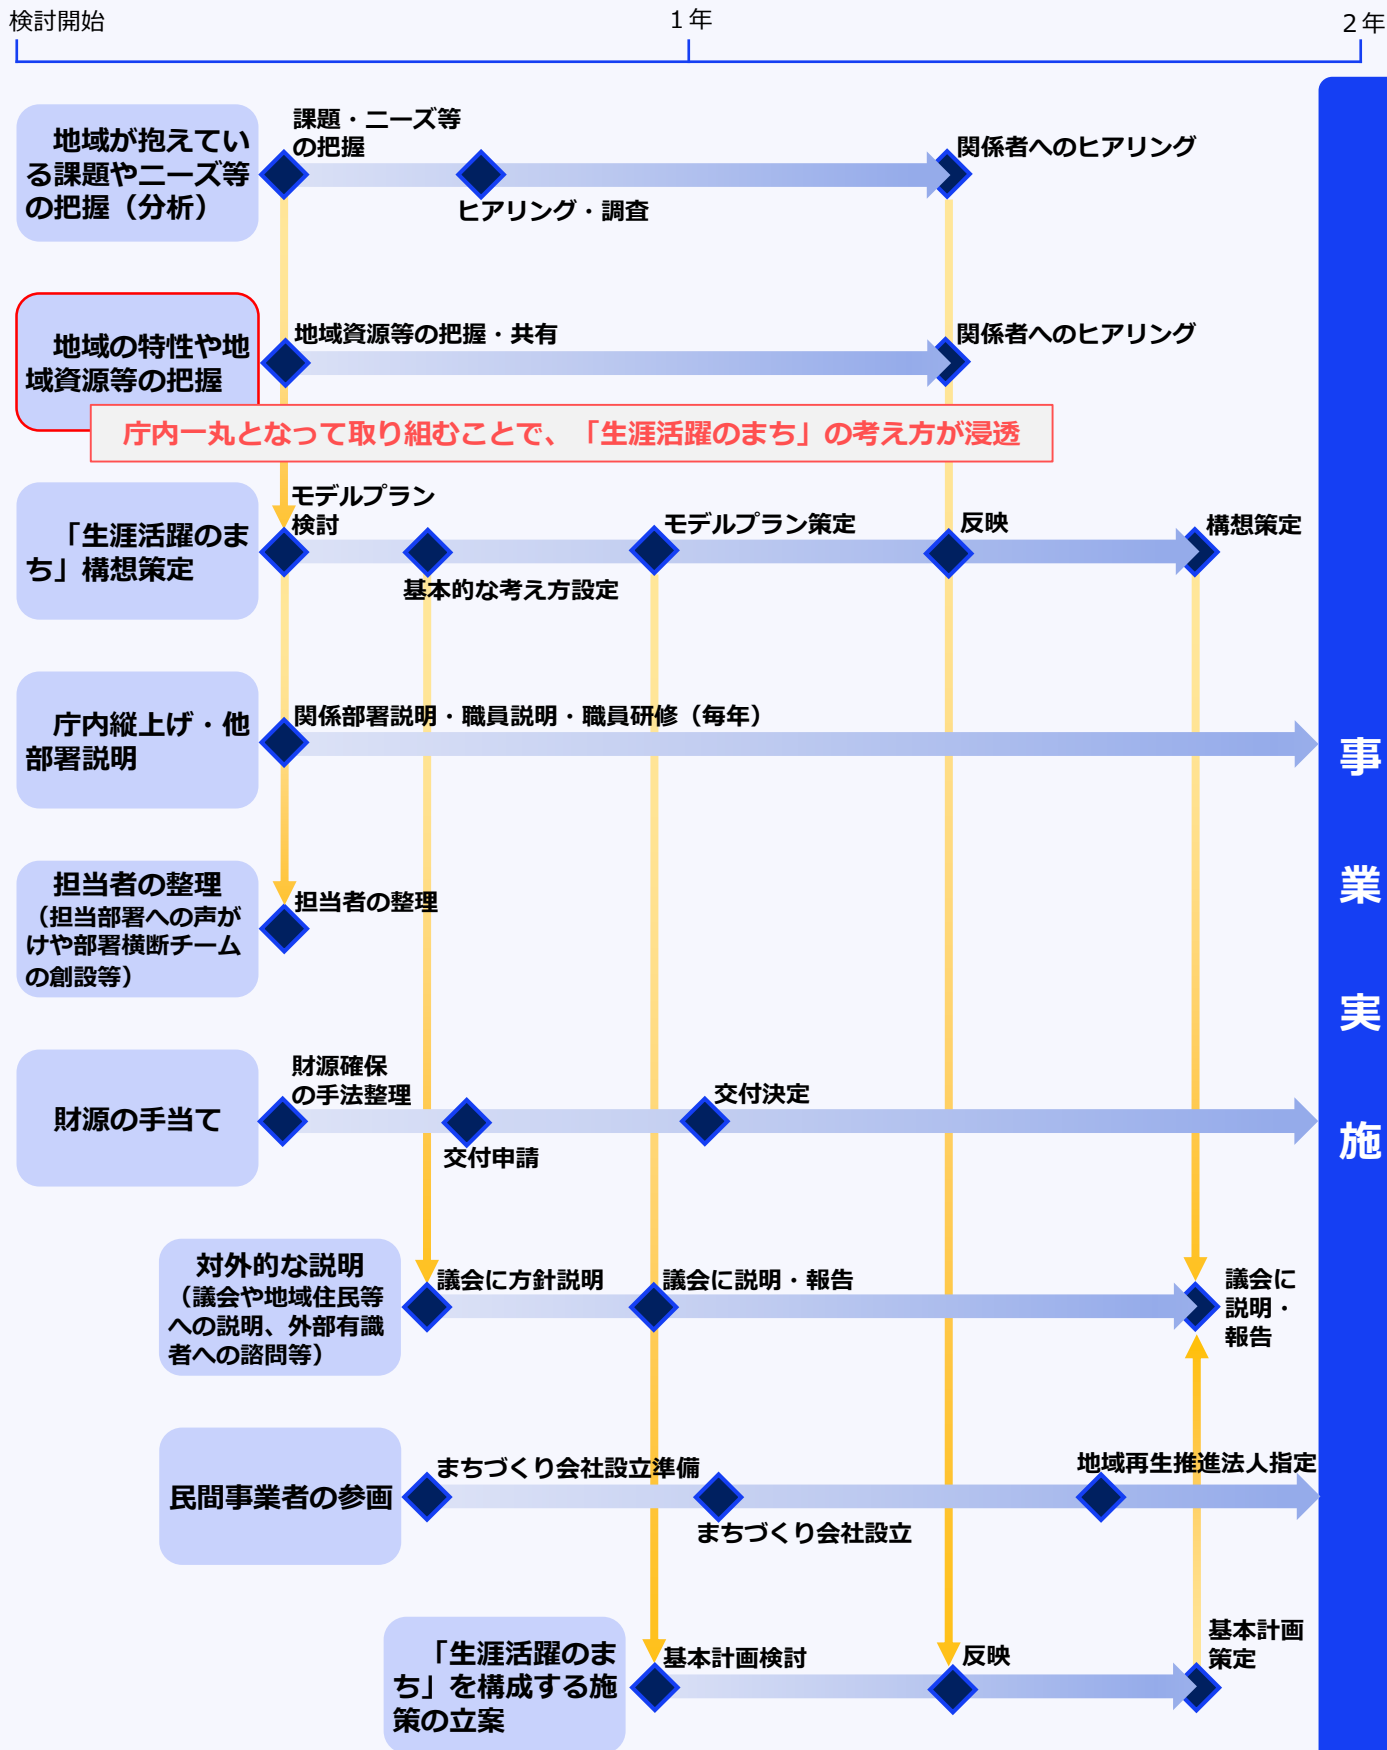 検討開始
1年
2年
地域が抱えてい
る課題やニーズ等
の把握（分析）
課題・ニーズ等
の把握
ヒアリング・調査
関係者へのヒアリング
地域の特性や地
域資源等の把握
地域資源等の把握・共有
関係者へのヒアリング
庁内一丸となって取り組むことで、「生涯活躍のまち」の考え方が浸透
「生涯活躍のま
ち」構想策定
モデルプラン
検討
基本的な考え方設定
モデルプラン策定
反映
構想策定
庁内縦上げ・他
部署説明
関係部署説明・職員説明・職員研修（毎年）
担当者の整理
（担当部署への声が
けや部署横断チーム
の創設等）
担当者の整理
財源の手当て
財源確保
の手法整理
交付申請
交付決定
対外的な説明
（議会や地域住民等
への説明、外部有識
者への諮問等）
議会に方針説明
議会に説明・報告
議会に
説明・
報告
民間事業者の参画
まちづくり会社設立準備
まちづくり会社設立
地域再生推進法人指定
「生涯活躍のま
ち」を構成する施
策の立案
基本計画検討
反映
基本計画
策定
事
業
実
施